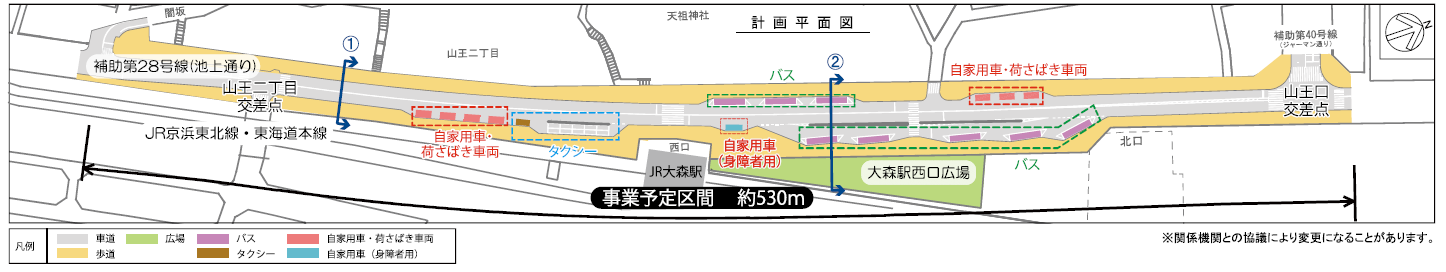 計画平面図
闇坂
天祖神社
山王二丁目
補助第40号線
(ジャーマン通り)
N
①
②
補助第28号線(池上通り)
山王二丁目
交差点
バス
自家用車・荷さばき車両
山王口
交差点
JR京浜東北線・東海道本線
自家用車・
荷さばき車両
タクシー
西口
自家用車
(身障者用)
バス
北口
JR大森駅
大森駅西口広場
事業予定区間 約530m
凡例
車道
広場
バス
自家用車・荷さばき車両
歩道
タクシー
自家用車(身障者用)
※関係機関との協議により変更になることがあります。